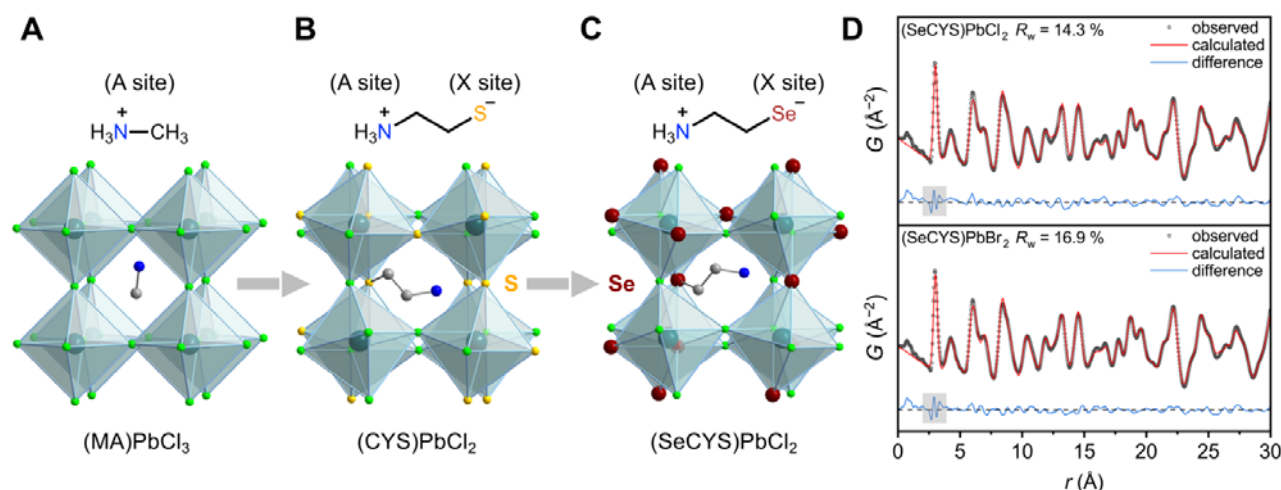 A
(A site)
+
H₃N—CH₃
(MA)PbCl₃
B
(A site)
(X site)
+
H₃N
S
−
S
(CYS)PbCl₂
C
(A site)
(X site)
+
H₃N
Se
−
Se
(SeCYS)PbCl₂
D
(SeCYS)PbCl₂ Rw = 14.3 %
observed
calculated
difference
G (Å⁻²)
(SeCYS)PbBr₂ Rw = 16.9 %
observed
calculated
difference
G (Å⁻²)
0 5 10 15 20 25 30
r (Å)